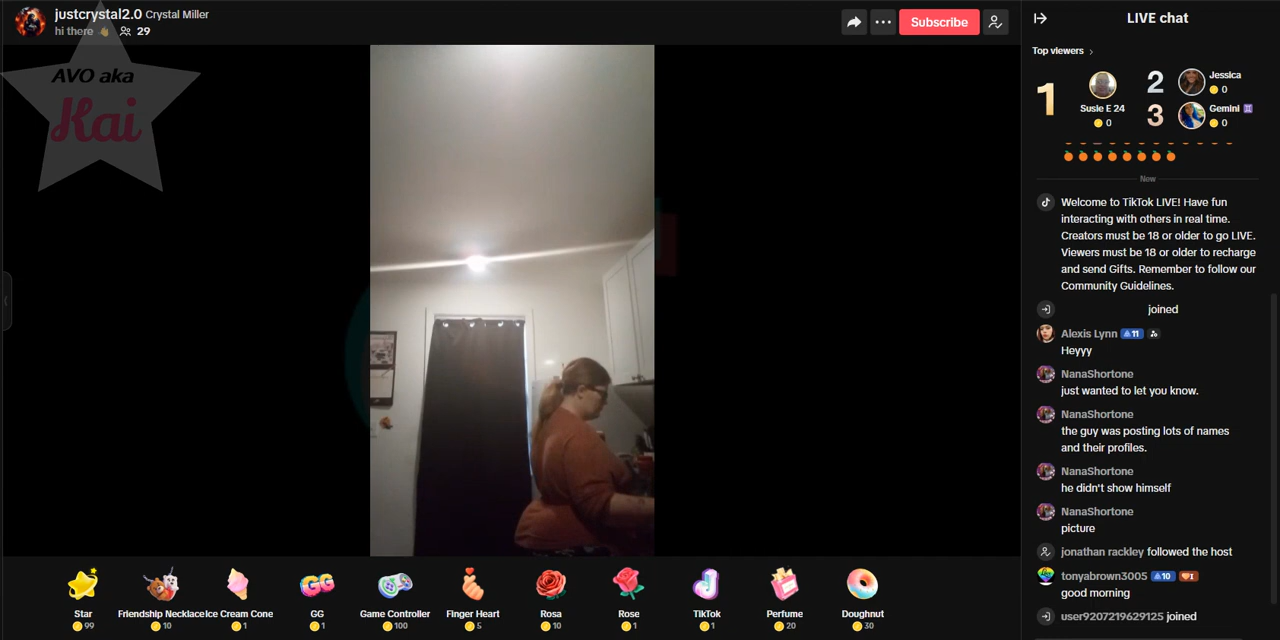 justcrystal2.0 Crystal Miller
hi there 👋 29
Subscribe
LIVE chat
AVO aka
Kai
Top viewers
1
Susie E 24
0
2
Jessica
0
3
Gemini
0
New
Welcome to TikTok LIVE! Have fun
interacting with others in real time.
Creators must be 18 or older to go LIVE.
Viewers must be 18 or older to recharge
and send Gifts. Remember to follow our
Community Guidelines.
joined
Alexis Lynn 11
Heyyy
NanaShortone
just wanted to let you know.
NanaShortone
the guy was posting lots of names
and their profiles.
NanaShortone
he didn't show himself
NanaShortone
picture
jonathan rackley followed the host
tonyabrown3005 10 I
good morning
user9207219629125 joined
Star
99
Friendship Necklace
10
Ice Cream Cone
1
GG
GG
1
Game Controller
100
Finger Heart
5
Rosa
10
Rose
1
TikTok
1
Perfume
20
Doughnut
30